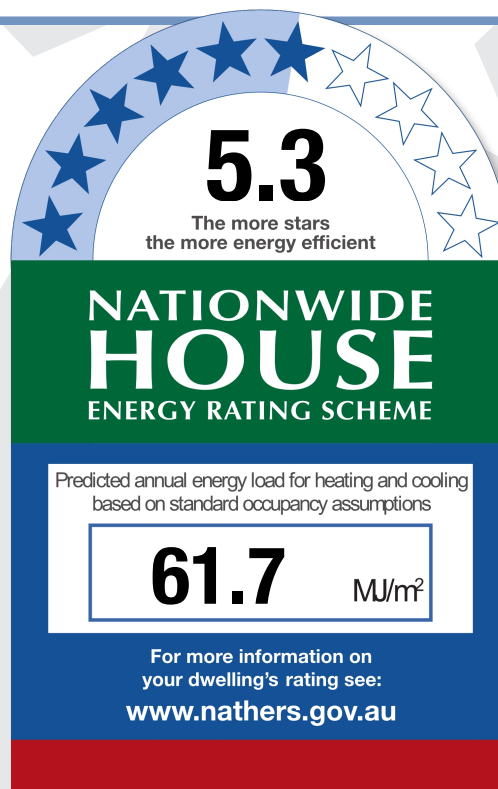 5.3
The more stars
the more energy efficient
NATIONWIDE
HOUSE
ENERGY RATING SCHEME
Predicted annual energy load for heating and cooling
based on standard occupancy assumptions
61.7 MJ/m²
For more information on
your dwelling's rating see:
www.nathers.gov.au